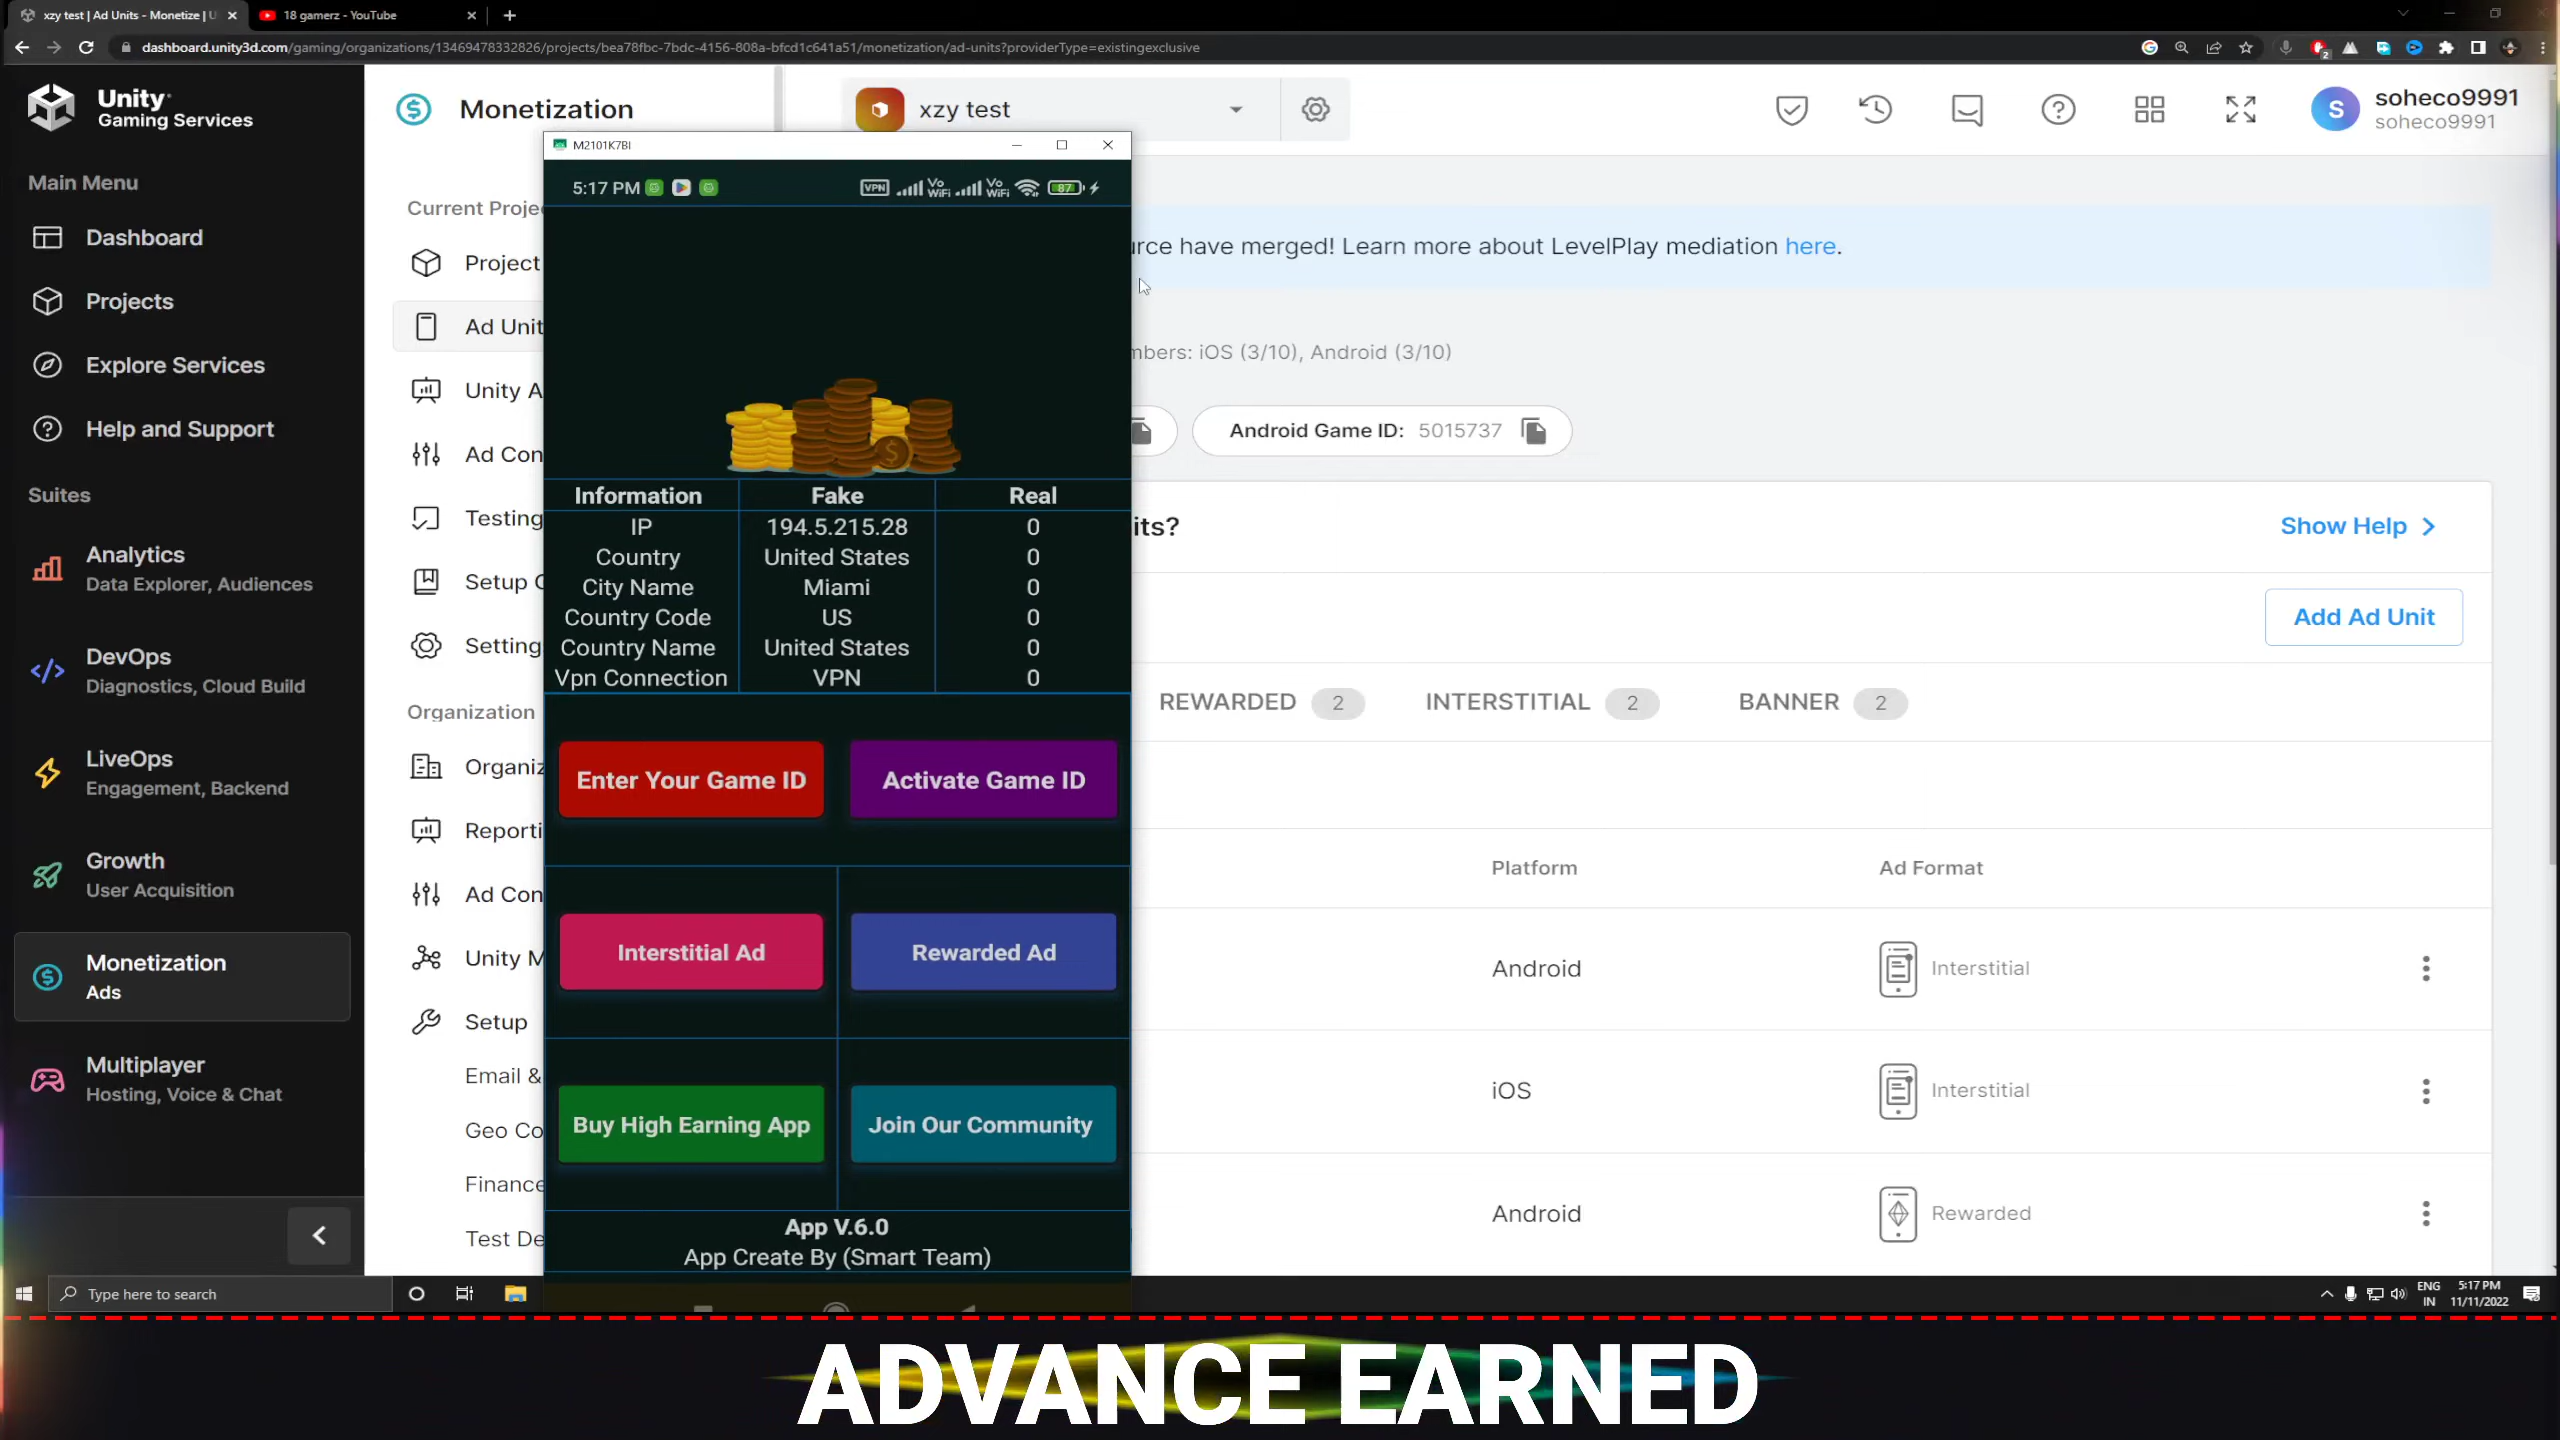 xzy test | Ad Units - Monetize | U
18 gamerz - YouTube
dashboard.unity3d.com/gaming/organizations/13469478332826/projects/bea78fbc-7bdc-4156-808a-bfcd1c641a51/monetization/ad-units?providerType=existingexclusive
Unity
Gaming Services
Main Menu
Dashboard
Projects
Explore Services
Help and Support
Suites
Analytics
Data Explorer, Audiences
DevOps
Diagnostics, Cloud Build
LiveOps
Engagement, Backend
Growth
User Acquisition
Monetization
Ads
Multiplayer
Hosting, Voice & Chat
Monetization
Current Proje
Project
Ad Unit
Unity A
Ad Con
Testing
Setup
Setting
Organization
Organiz
Reporti
Ad Con
Unity M
Setup
Email &
Geo Co
Finance
Test De
xzy test
S
soheco9991
soheco9991
M2101K7BI
5:17 PM
VPN
Vo WiFi
Vo WiFi
87
Information Fake Real
IP 194.5.215.28 0
Country United States 0
City Name Miami 0
Country Code US 0
Country Name United States 0
Vpn Connection VPN 0
Enter Your Game ID
Activate Game ID
Interstitial Ad
Rewarded Ad
Buy High Earning App
Join Our Community
App V.6.0
App Create By (Smart Team)
urce have merged! Learn more about LevelPlay mediation here.
mbers: iOS (3/10), Android (3/10)
Android Game ID: 5015737
its?
Show Help
Add Ad Unit
REWARDED 2
INTERSTITIAL 2
BANNER 2
Platform Ad Format
Android Interstitial
iOS Interstitial
Android Rewarded
Type here to search
ENG
IN
5:17 PM
11/11/2022
ADVANCE EARNED